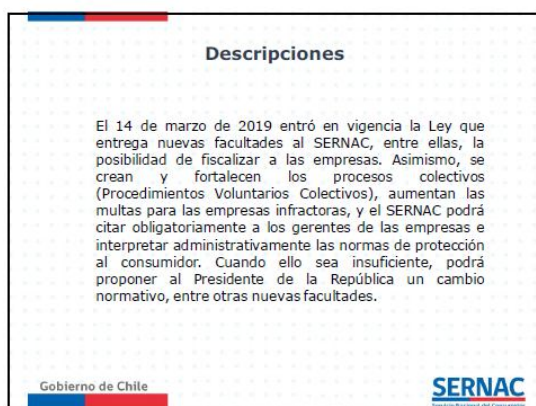 Descripciones
El 14 de marzo de 2019 entró en vigencia la Ley que
entrega nuevas facultades al SERNAC, entre ellas, la
posibilidad de fiscalizar a las empresas. Asimismo, se
crean y fortalecen los procesos colectivos
(Procedimientos Voluntarios Colectivos), aumentan las
multas para las empresas infractoras, y el SERNAC podrá
citar obligatoriamente a los gerentes de las empresas e
interpretar administrativamente las normas de protección
al consumidor. Cuando ello sea insuficiente, podrá
proponer al Presidente de la República un cambio
normativo, entre otras nuevas facultades.
Gobierno de Chile
SERNAC
Servicio Nacional del Consumidor